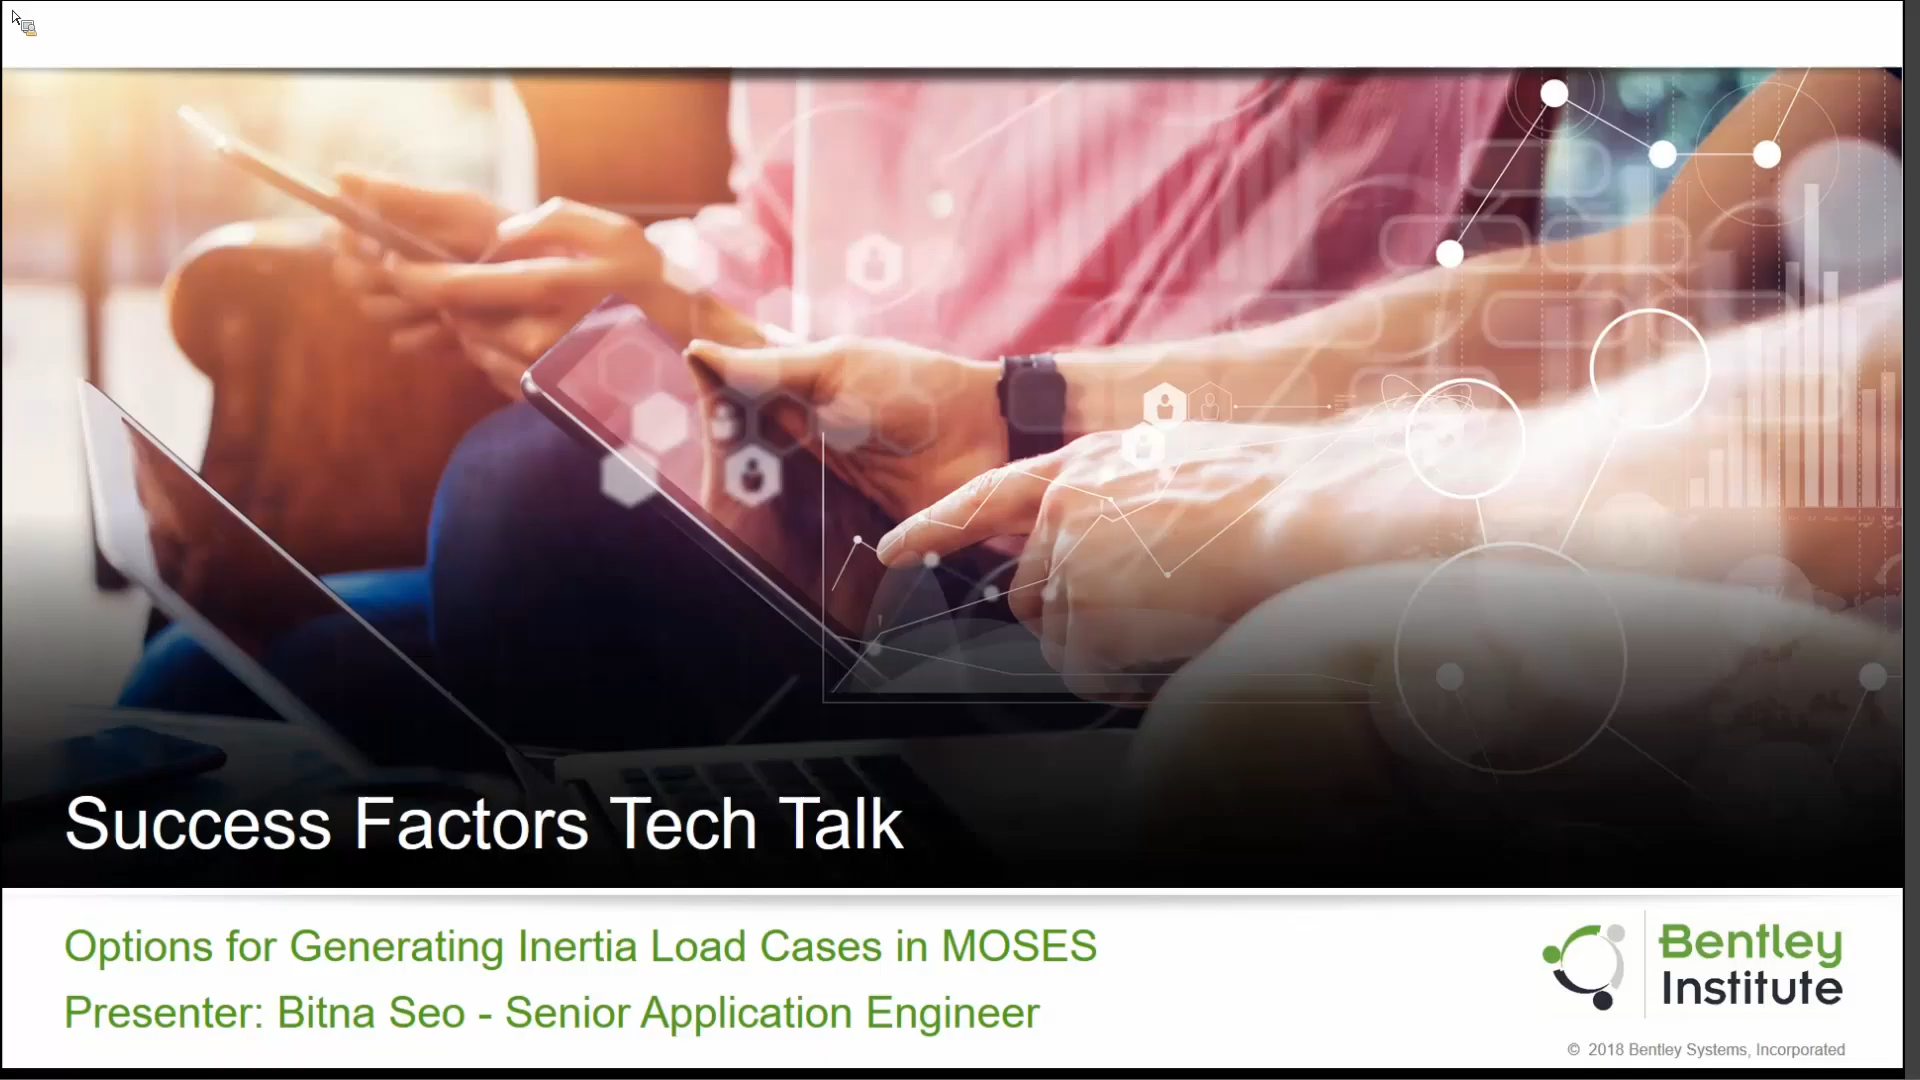 Success Factors Tech Talk
Options for Generating Inertia Load Cases in MOSES
Presenter: Bitna Seo - Senior Application Engineer
Bentley
Institute
© 2018 Bentley Systems, Incorporated